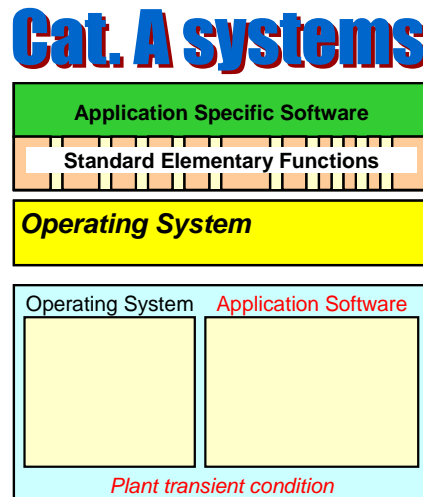 Cat. A systems
Application Specific Software
Standard Elementary Functions
Operating System
Operating System Application Software
Plant transient condition